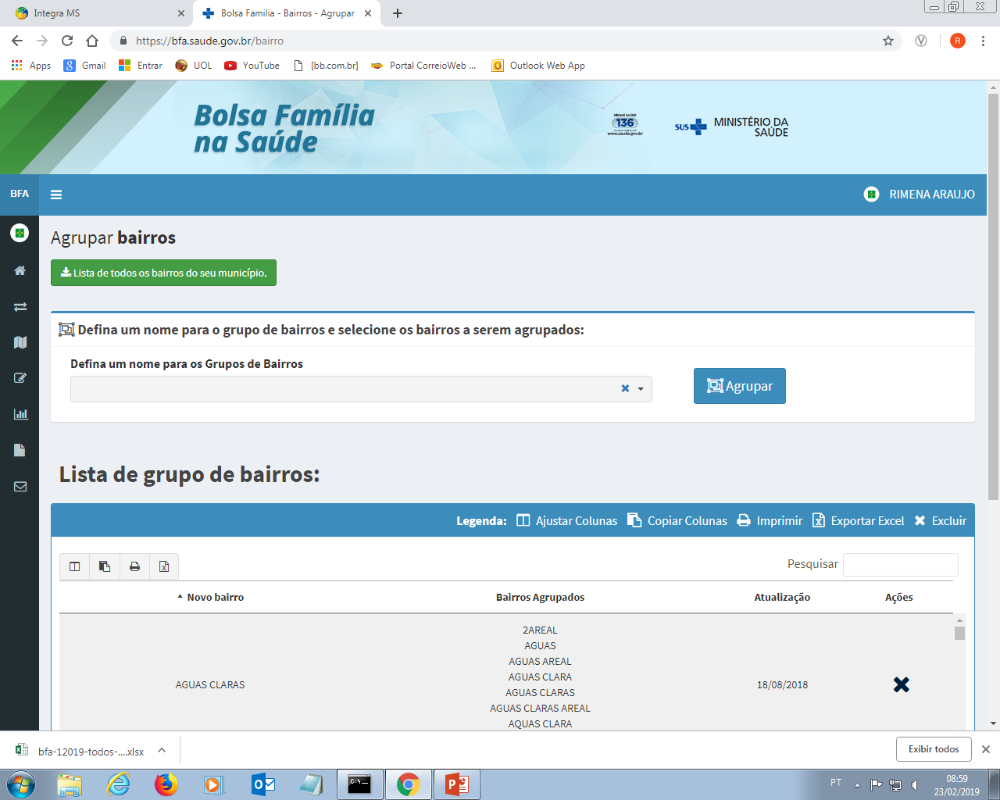 Integra MS
Bolsa Familia - Bairros - Agrupar
https://bfa.saude.gov.br/bairro
R
Apps
Gmail
Entrar
UOL
YouTube
[bb.com.br]
Portal CorreioWeb ...
Outlook Web App
Bolsa Família
na Saúde
DISQUE SAÚDE
136
www.saude.gov.br
SUS
MINISTÉRIO DA
SAÚDE
BFA
RIMENA ARAUJO
Agrupar bairros
Lista de todos os bairros do seu município.
Defina um nome para o grupo de bairros e selecione os bairros a serem agrupados:
Defina um nome para os Grupos de Bairros
Agrupar
Lista de grupo de bairros:
Legenda: Ajustar Colunas Copiar Colunas Imprimir Exportar Excel Excluir
Pesquisar
Novo bairro Bairros Agrupados Atualização Ações
2AREAL
AGUAS
AGUAS AREAL
AGUAS CLARA
AGUAS CLARAS 18/08/2018
AGUAS CLARAS
AGUAS CLARAS AREAL
AQUAS CLARA
bfa-12019-todos-....xlsx
Exibir todos
PT
08:59
23/02/2019